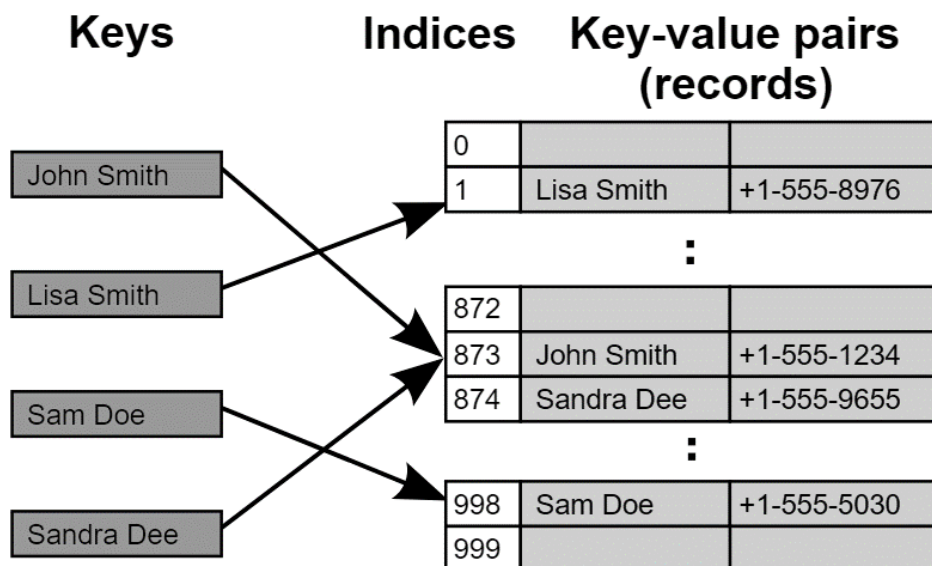 Keys
Indices
Key-value pairs
(records)
John Smith
Lisa Smith
Sam Doe
Sandra Dee
0
1 Lisa Smith +1-555-8976
:
872
873 John Smith +1-555-1234
874 Sandra Dee +1-555-9655
:
998 Sam Doe +1-555-5030
999